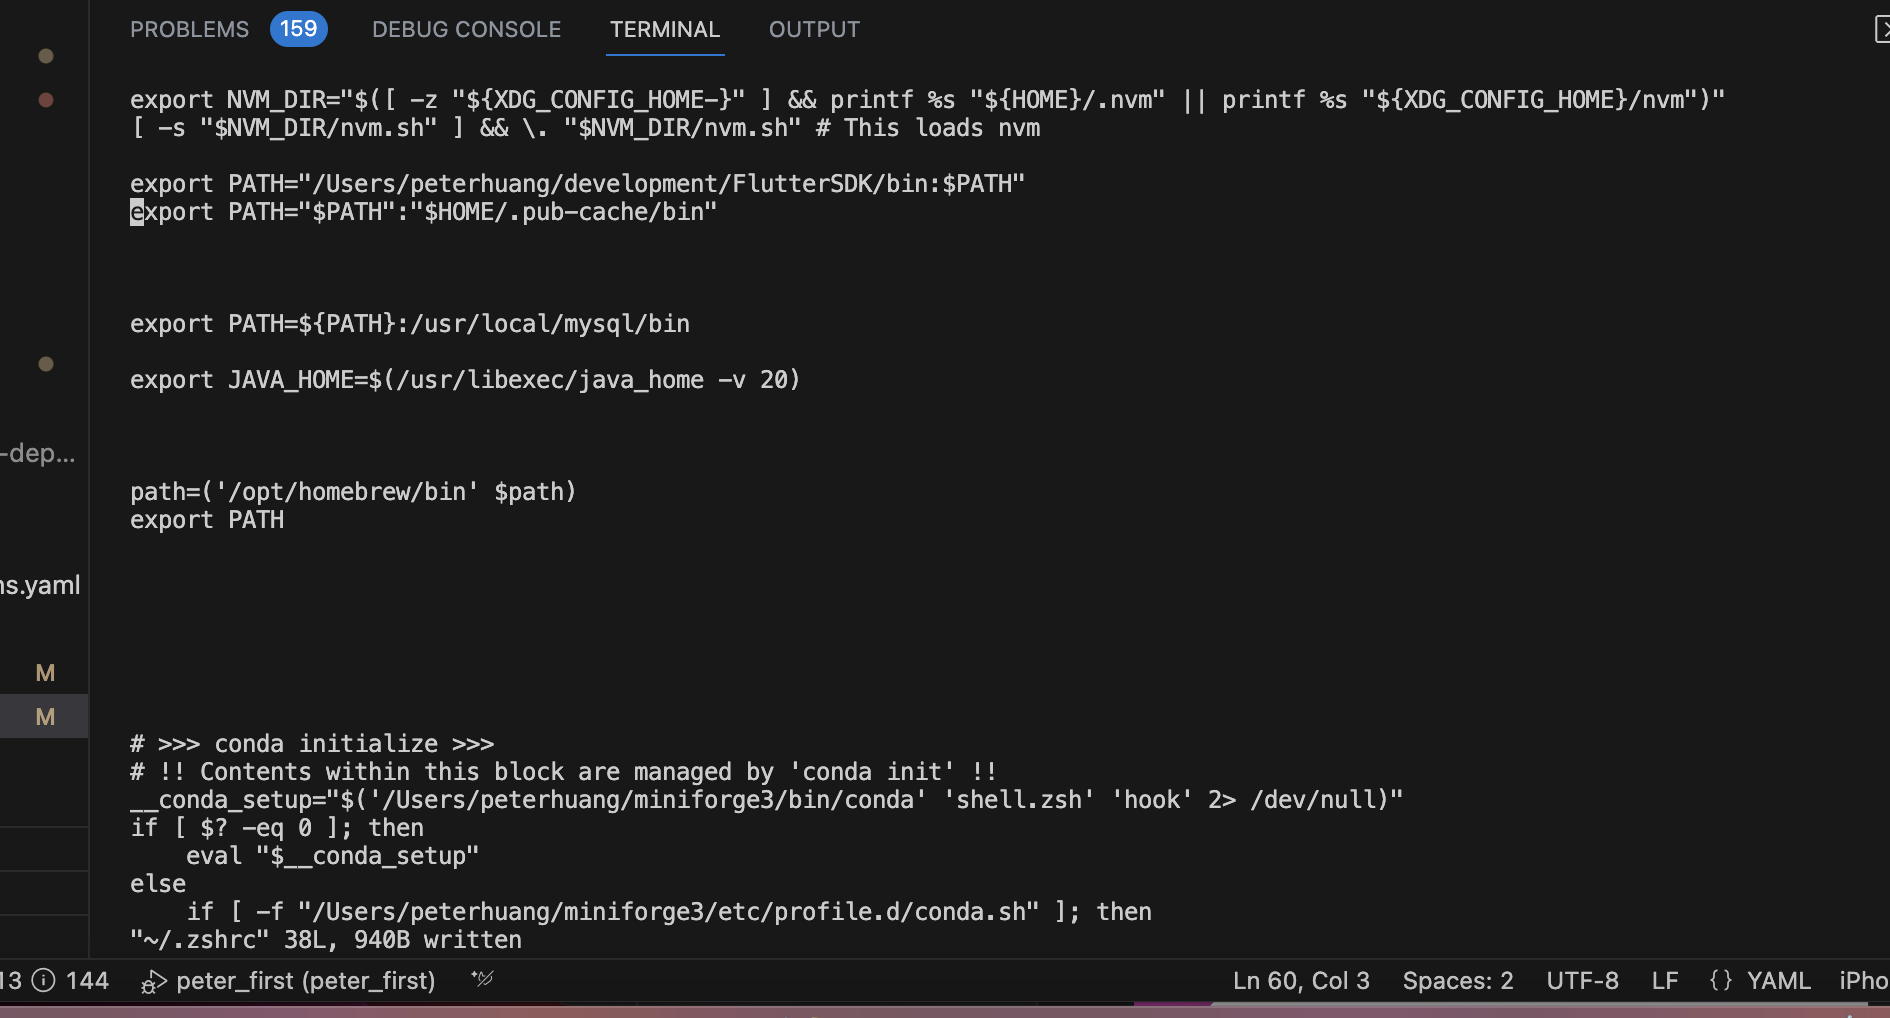 PROBLEMS 159 DEBUG CONSOLE TERMINAL OUTPUT
export NVM_DIR="$([ -z "${XDG_CONFIG_HOME-}" ] && printf %s "${HOME}/.nvm" || printf %s "${XDG_CONFIG_HOME}/nvm")"
[ -s "$NVM_DIR/nvm.sh" ] && \. "$NVM_DIR/nvm.sh" # This loads nvm
export PATH="/Users/peterhuang/development/FlutterSDK/bin:$PATH"
export PATH="$PATH":"$HOME/.pub-cache/bin"
export PATH=${PATH}:/usr/local/mysql/bin
export JAVA_HOME=$(/usr/libexec/java_home -v 20)
-dep...
path=('/opt/homebrew/bin' $path)
export PATH
ns.yaml
M
M
# >>> conda initialize >>>
# !! Contents within this block are managed by 'conda init' !!
__conda_setup="$('/Users/peterhuang/miniforge3/bin/conda' 'shell.zsh' 'hook' 2> /dev/null)"
if [ $? -eq 0 ]; then
    eval "$__conda_setup"
else
    if [ -f "/Users/peterhuang/miniforge3/etc/profile.d/conda.sh" ]; then
"~/.zshrc" 38L, 940B written
13 144 peter_first (peter_first) Ln 60, Col 3 Spaces: 2 UTF-8 LF {} YAML iPho